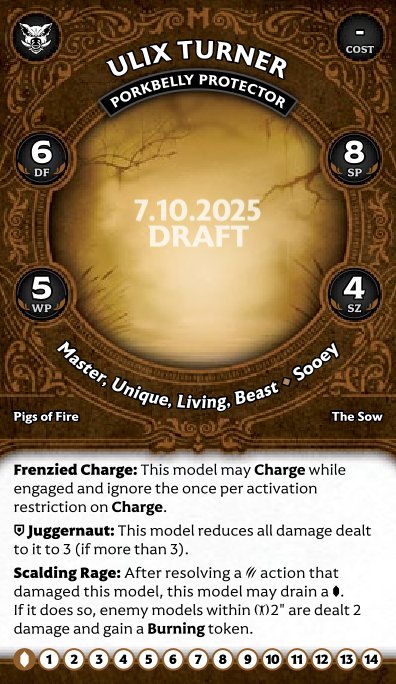 M
-
COST
ULIX TURNER
PORKBELLY PROTECTOR
6
DF
8
SP
7.10.2025
DRAFT
5
WP
4
SZ
Master, Unique, Living, Beast ⬥ Sooey
Pigs of Fire
The Sow
Frenzied Charge: This model may Charge while
engaged and ignore the once per activation
restriction on Charge.
Juggernaut: This model reduces all damage dealt
to it to 3 (if more than 3).
Scalding Rage: After resolving a action that
damaged this model, this model may drain a .
If it does so, enemy models within 2" are dealt 2
damage and gain a Burning token.
1 2 3 4 5 6 7 8 9 10 11 12 13 14